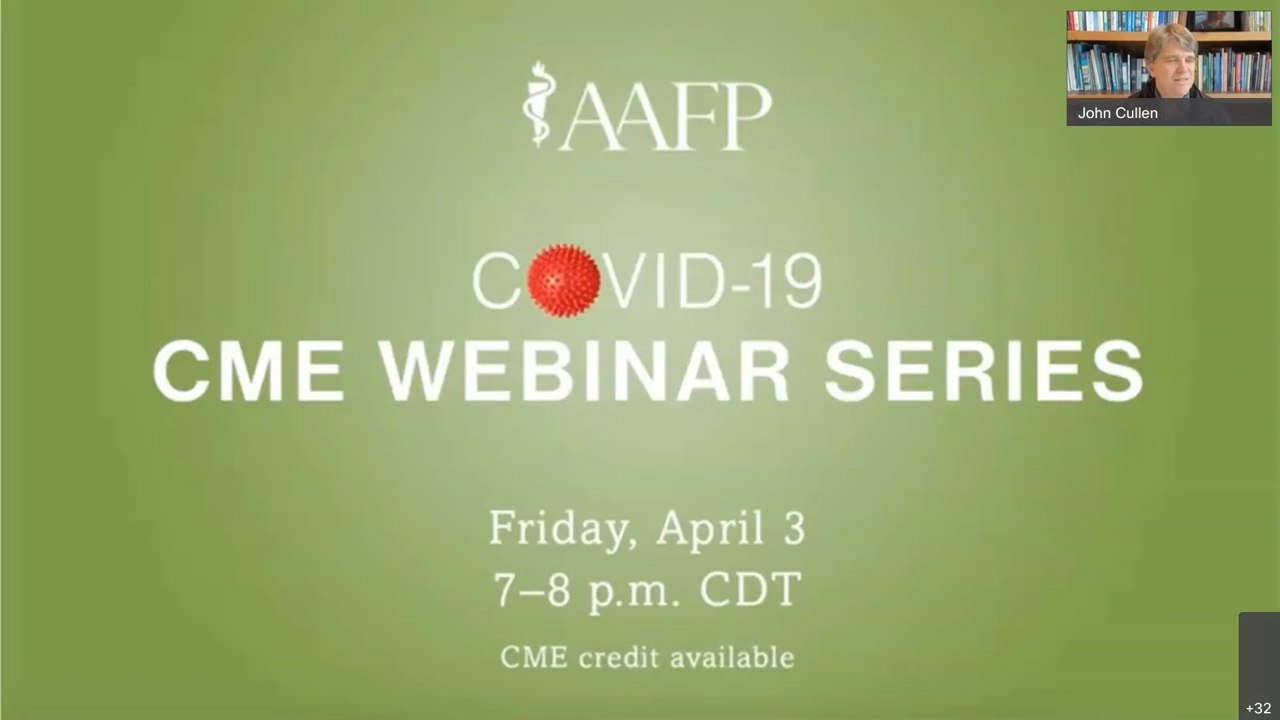 AAFP
John Cullen
COVID-19
CME WEBINAR SERIES
Friday, April 3
7–8 p.m. CDT
CME credit available
+32